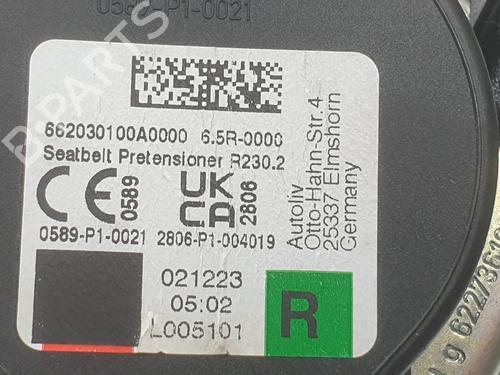 0589-P1-0021
B-PARTS
662030100A0000 6.5R-0000
Seatbelt Pretensioner R230.2
CE 0589
UK
CA 2806
0589-P1-0021 2806-P1-004019
Autoliv
Otto-Hahn-Str.4
25337 Elmshorn
Germany
021223
05:02
L005101
R